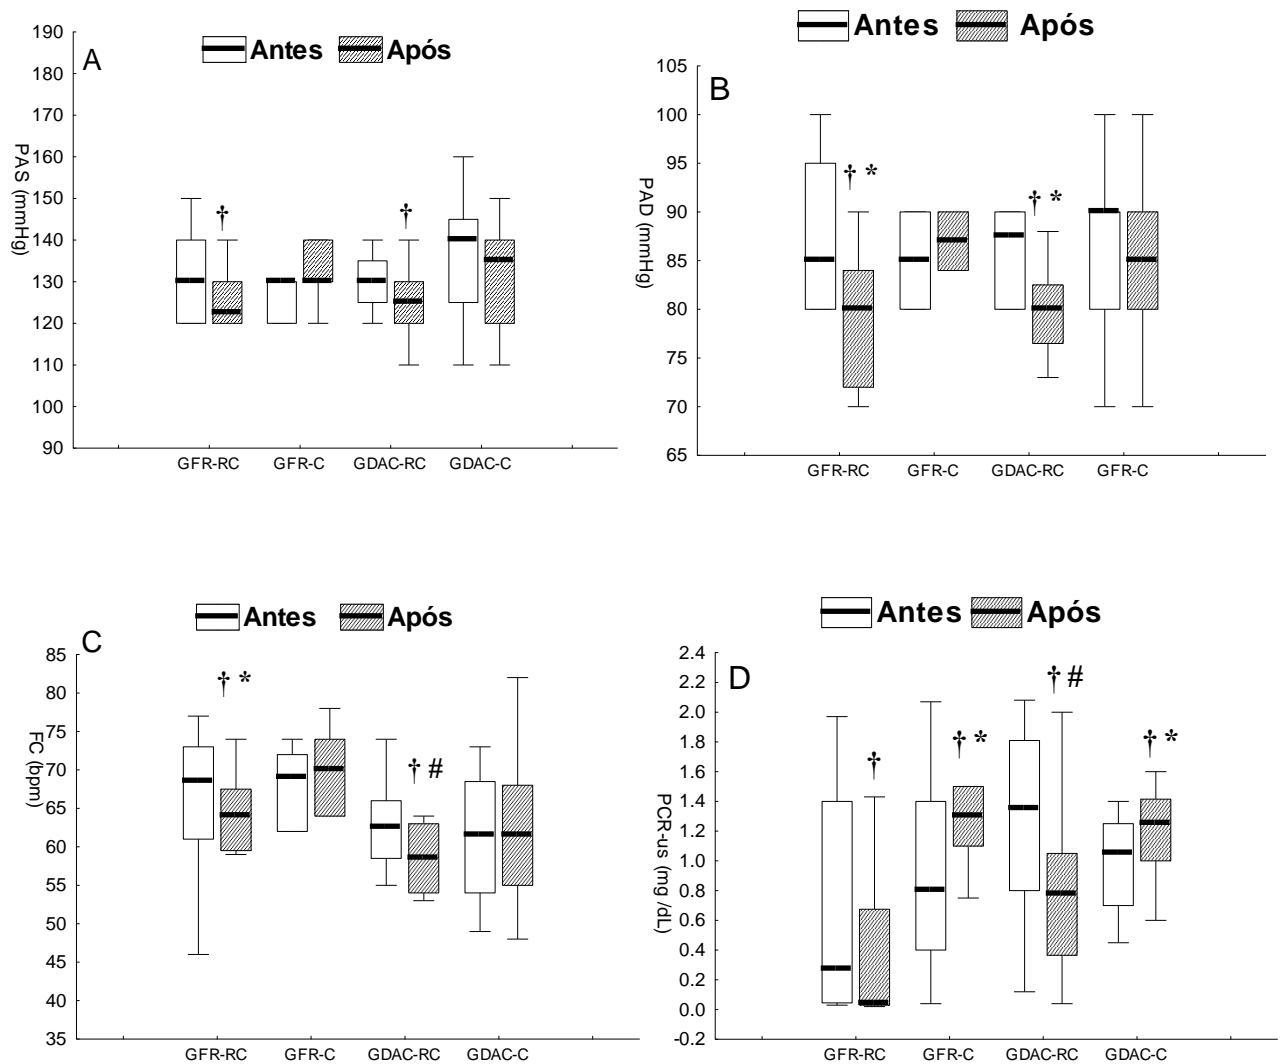 A
Antes Após
PAS (mmHg)
190
180
170
160
150
140
130
120
110
100
90
† †
GFR-RC GFR-C GDAC-RC GDAC-C
B
Antes Após
PAD (mmHg)
105
100
95
90
85
80
75
70
65
† * † *
GFR-RC GFR-C GDAC-RC GFR-C
C
Antes Após
FC (bpm)
85
80
75
70
65
60
55
50
45
40
35
† * † #
GFR-RC GFR-C GDAC-RC GDAC-C
D
Antes Após
PCR-us (mg /dL)
2.4
2.2
2.0
1.8
1.6
1.4
1.2
1.0
0.8
0.6
0.4
0.2
0.0
-0.2
† † * † # † *
GFR-RC GFR-C GDAC-RC GDAC-C